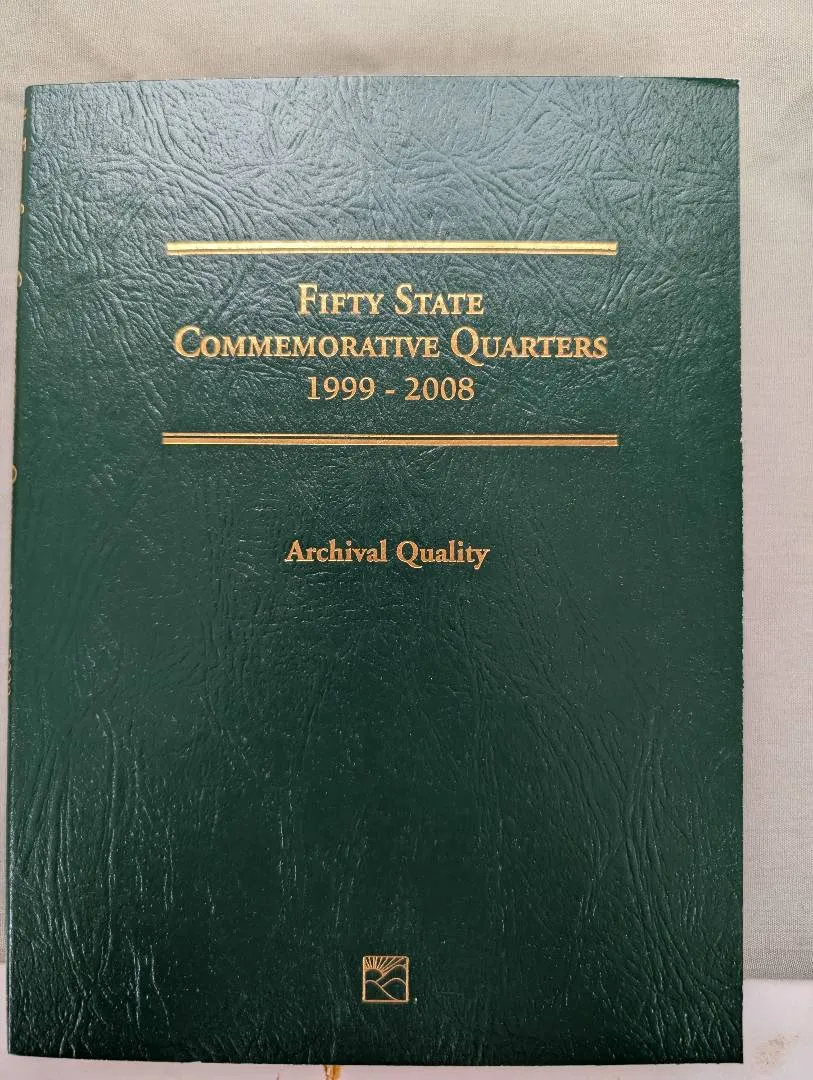 FIFTY STATE
COMMEMORATIVE QUARTERS
1999 - 2008
Archival Quality